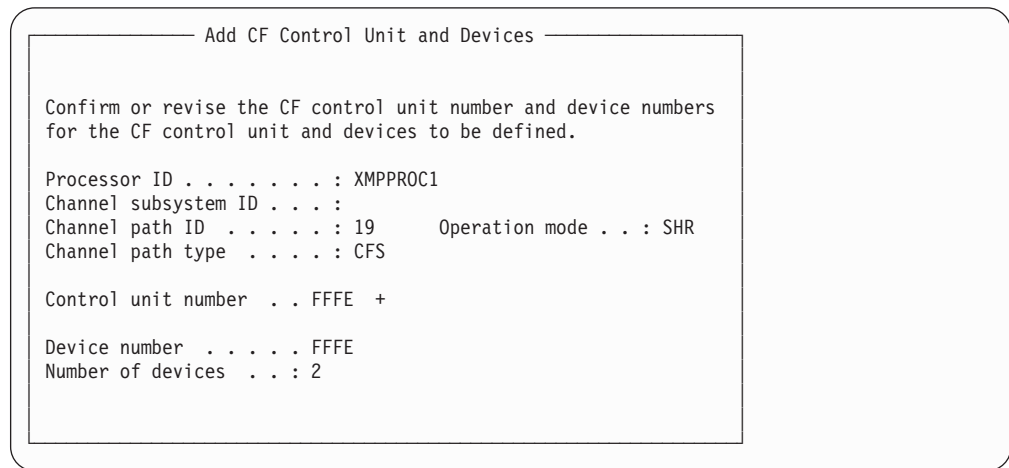 Add CF Control Unit and Devices
Confirm or revise the CF control unit number and device numbers
for the CF control unit and devices to be defined.
Processor ID . . . . . . . : XMPPROC1
Channel subsystem ID . . . :
Channel path ID . . . . . : 19 Operation mode . . : SHR
Channel path type . . . . : CFS
Control unit number . . FFFE +
Device number . . . . . FFFE
Number of devices . . : 2